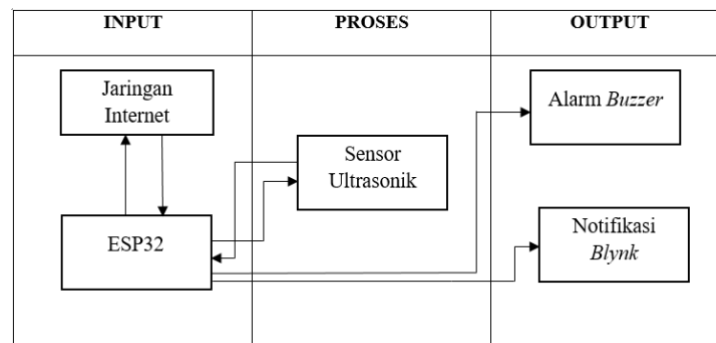 INPUT PROSES OUTPUT
Jaringan
Internet
ESP32
Sensor
Ultrasonik
Alarm Buzzer
Notifikasi
Blynk